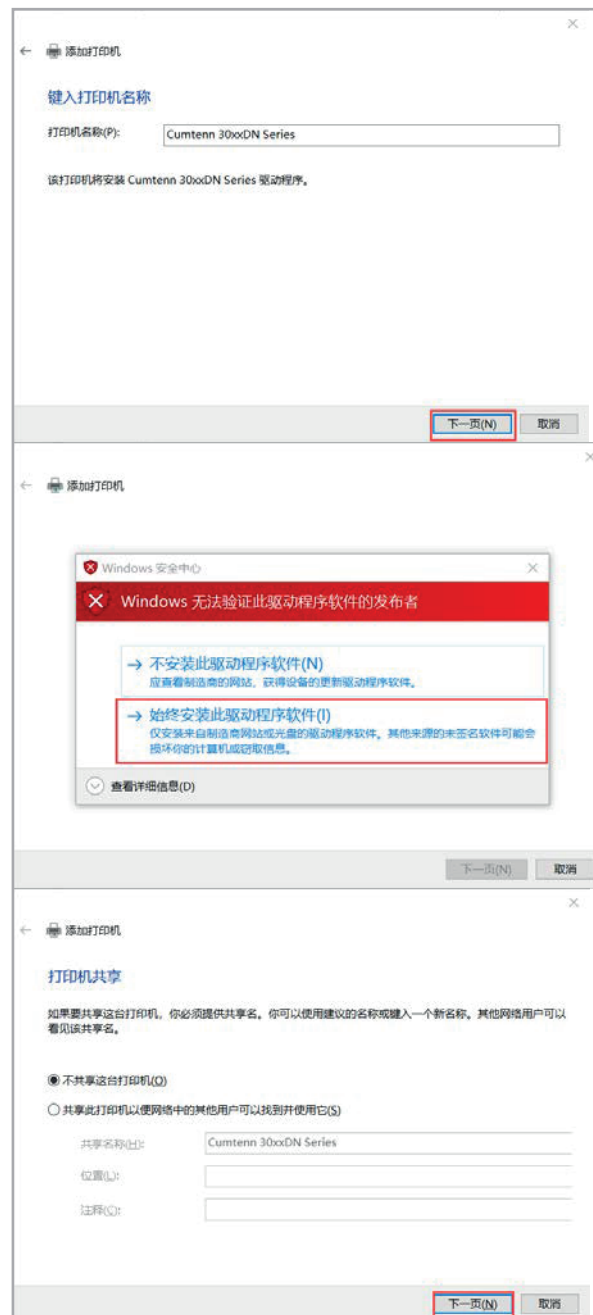 添加打印机
键入打印机名称
打印机名称(P):
Cumtenn 30xxDN Series
该打印机将安装 Cumtenn 30xxDN Series 驱动程序。
下一页(N)
取消
添加打印机
Windows 安全中心
Windows 无法验证此驱动程序软件的发布者
不安装此驱动程序软件(N)
应查看制造商的网站，获得设备的更新驱动程序软件。
始终安装此驱动程序软件(I)
仅安装来自制造商网站或光盘的驱动程序软件。其他来源的未签名软件可能会
损坏你的计算机或窃取信息。
查看详细信息(D)
下一页(N)
取消
添加打印机
打印机共享
如果要共享这台打印机，你必须提供共享名。你可以使用建议的名称或键入一个新名称。其他网络用户可以
看见该共享名。
不共享这台打印机(O)
共享此打印机以便网络中的其他用户可以找到并使用它(S)
共享名称(H):
Cumtenn 30xxDN Series
位置(L):
注释(C):
下一页(N)
取消